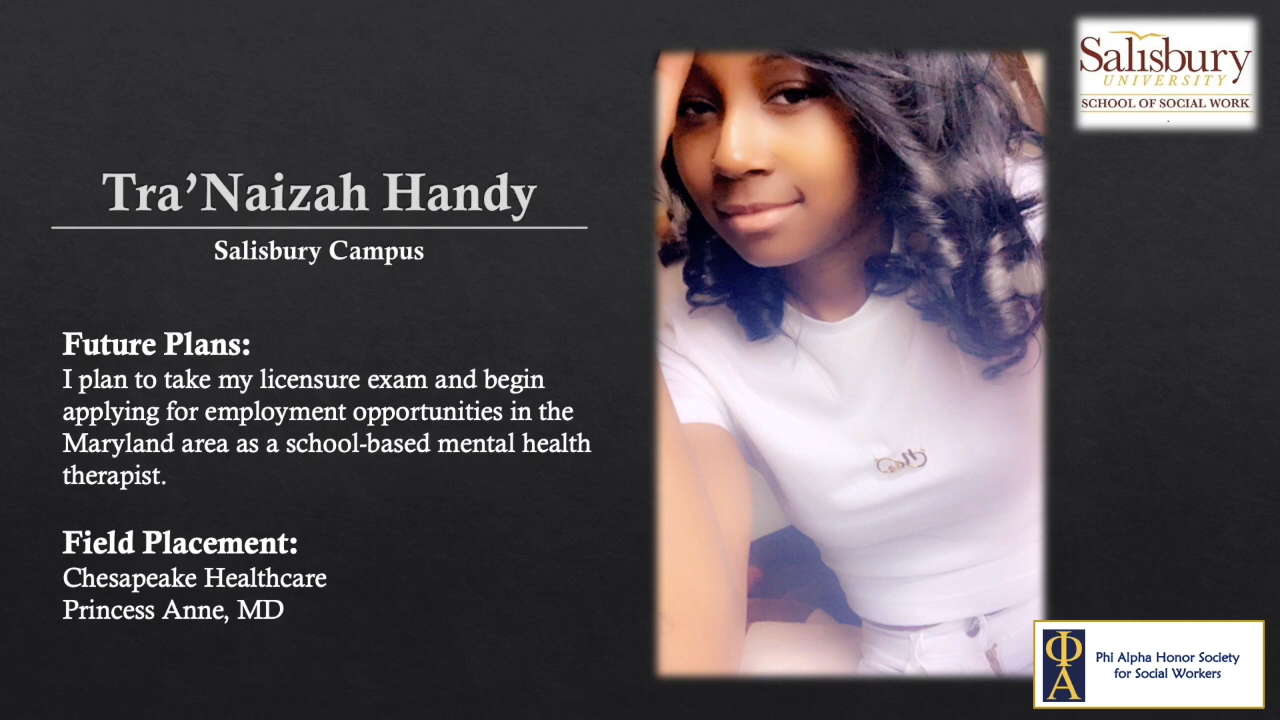 Salisbury
UNIVERSITY
SCHOOL OF SOCIAL WORK
Tra’Naizah Handy
Salisbury Campus
Future Plans:
I plan to take my licensure exam and begin
applying for employment opportunities in the
Maryland area as a school-based mental health
therapist.
Field Placement:
Chesapeake Healthcare
Princess Anne, MD
ΦΑ
Phi Alpha Honor Society
for Social Workers